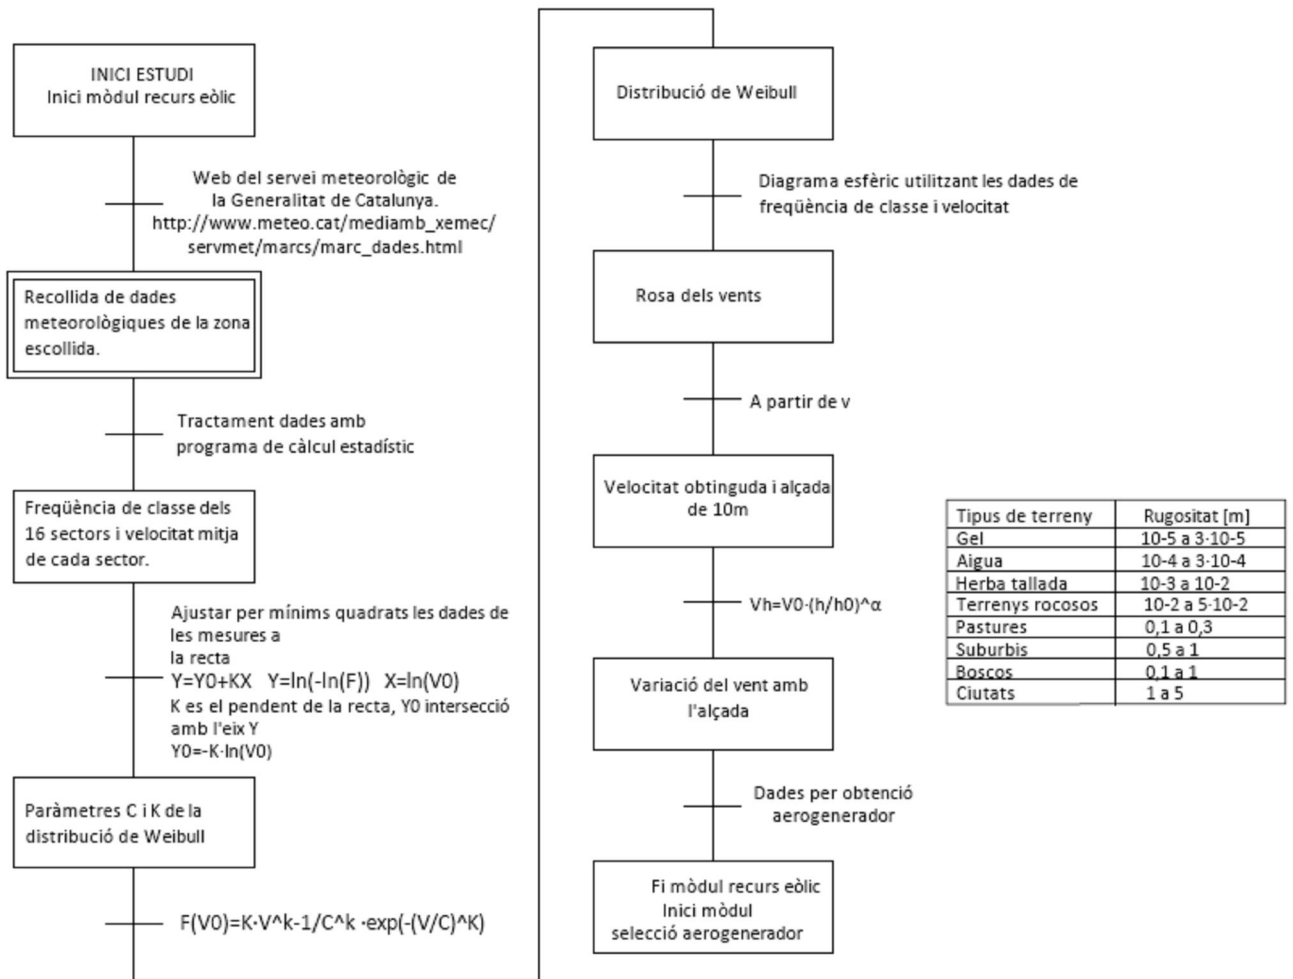 INICI ESTUDI
Inici mòdul recurs eòlic
Web del servei meteorològic de
la Generalitat de Catalunya.
http://www.meteo.cat/mediamb_xemec/
servmet/marcs/marc_dades.html
Recollida de dades
meteorològiques de la zona
escollida.
Tractament dades amb
programa de càlcul estadístic
Freqüència de classe dels
16 sectors i velocitat mitja
de cada sector.
Ajustar per mínims quadrats les dades de
les mesures a
la recta
Y=Y0+KX Y=ln(-ln(F)) X=ln(V0)
K es el pendent de la recta, Y0 intersecció
amb l'eix Y
Y0=-K·ln(V0)
Paràmetres C i K de la
distribució de Weibull
F(V0)=K·V^k-1/C^k ·exp(-(V/C)^K)
Distribució de Weibull
Diagrama esfèric utilitzant les dades de
freqüència de classe i velocitat
Rosa dels vents
A partir de v
Velocitat obtinguda i alçada
de 10m
Vh=V0·(h/h0)^α
Variació del vent amb
l'alçada
Dades per obtenció
aerogenerador
Fi mòdul recurs eòlic
Inici mòdul
selecció aerogenerador
Tipus de terreny Rugositat [m]
Gel 10-5 a 3·10-5
Aigua 10-4 a 3·10-4
Herba tallada 10-3 a 10-2
Terrenys rocosos 10-2 a 5·10-2
Pastures 0,1 a 0,3
Suburbis 0,5 a 1
Boscos 0,1 a 1
Ciutats 1 a 5